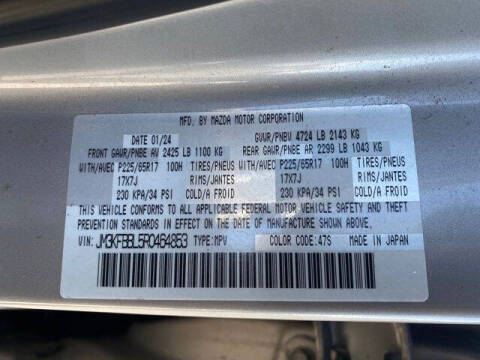 MFD. BY MAZDA MOTOR CORPORATION
DATE 01/24 GVWR/PNBV 4724 LB 2143 KG
FRONT GAWR/PNBE AV 2425 LB 1100 KG REAR GAWR/PNBE AR 2299 LB 1043 KG
WITH/AVEC P225/65R17 100H TIRES/PNEUS WITH/AVEC P225/65R17 100H TIRES/PNEUS
17X7J RIMS/JANTES 17X7J RIMS/JANTES
230 KPA/34 PSI COLD/A FROID 230 KPA/34 PSI COLD/A FROID
THIS VEHICLE CONFORMS TO ALL APPLICABLE FEDERAL MOTOR VEHICLE SAFETY AND THEFT
PREVENTION STANDARDS IN EFFECT ON THE DATE OF MANUFACTURE SHOWN ABOVE.
VIN: JM3KFBBL5R0464853 TYPE:MPV COLOR CODE:47S MADE IN JAPAN